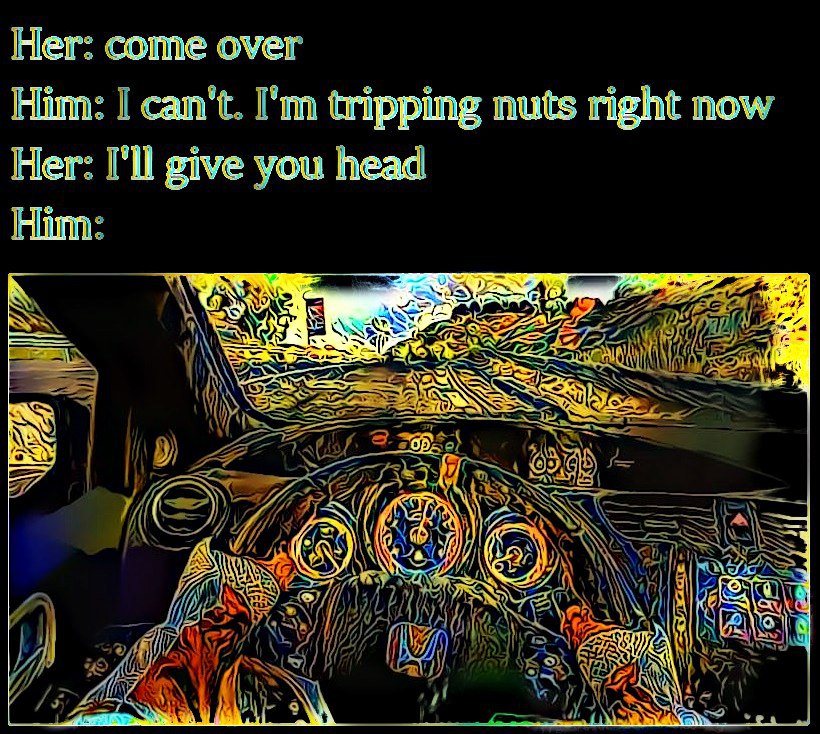 Her: come over
Him: I can't. I'm tripping nuts right now
Her: I'll give you head
Him: